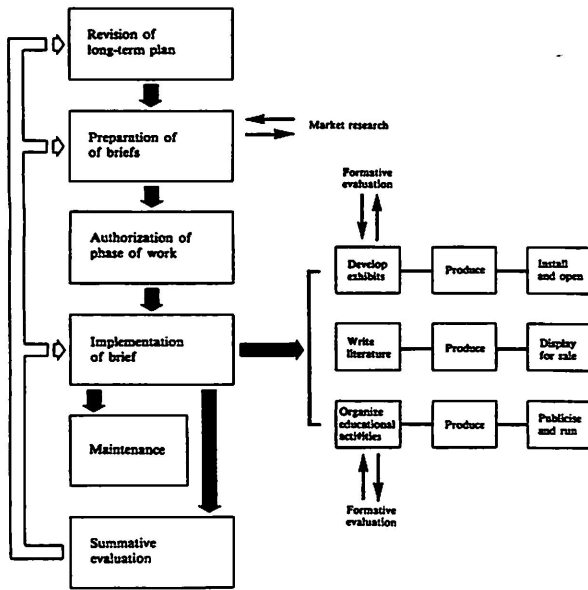 Revision of
long-term plan
Preparation of
of briefs
Market research
Authorization of
phase of work
Implementation
of brief
Maintenance
Summative
evaluation
Formative
evaluation
Develop
exhibits
Produce
Install
and open
Write
literature
Produce
Display
for sale
Organize
educational
activities
Produce
Publicise
and run
Formative
evaluation